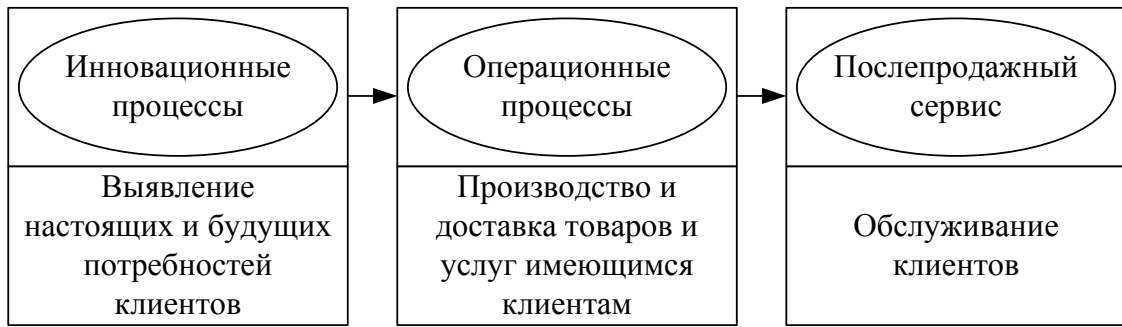 Инновационные
процессы
Выявление
настоящих и будущих
потребностей
клиентов
Операционные
процессы
Производство и
доставка товаров и
услуг имеющимся
клиентам
Послепродажный
сервис
Обслуживание
клиентов